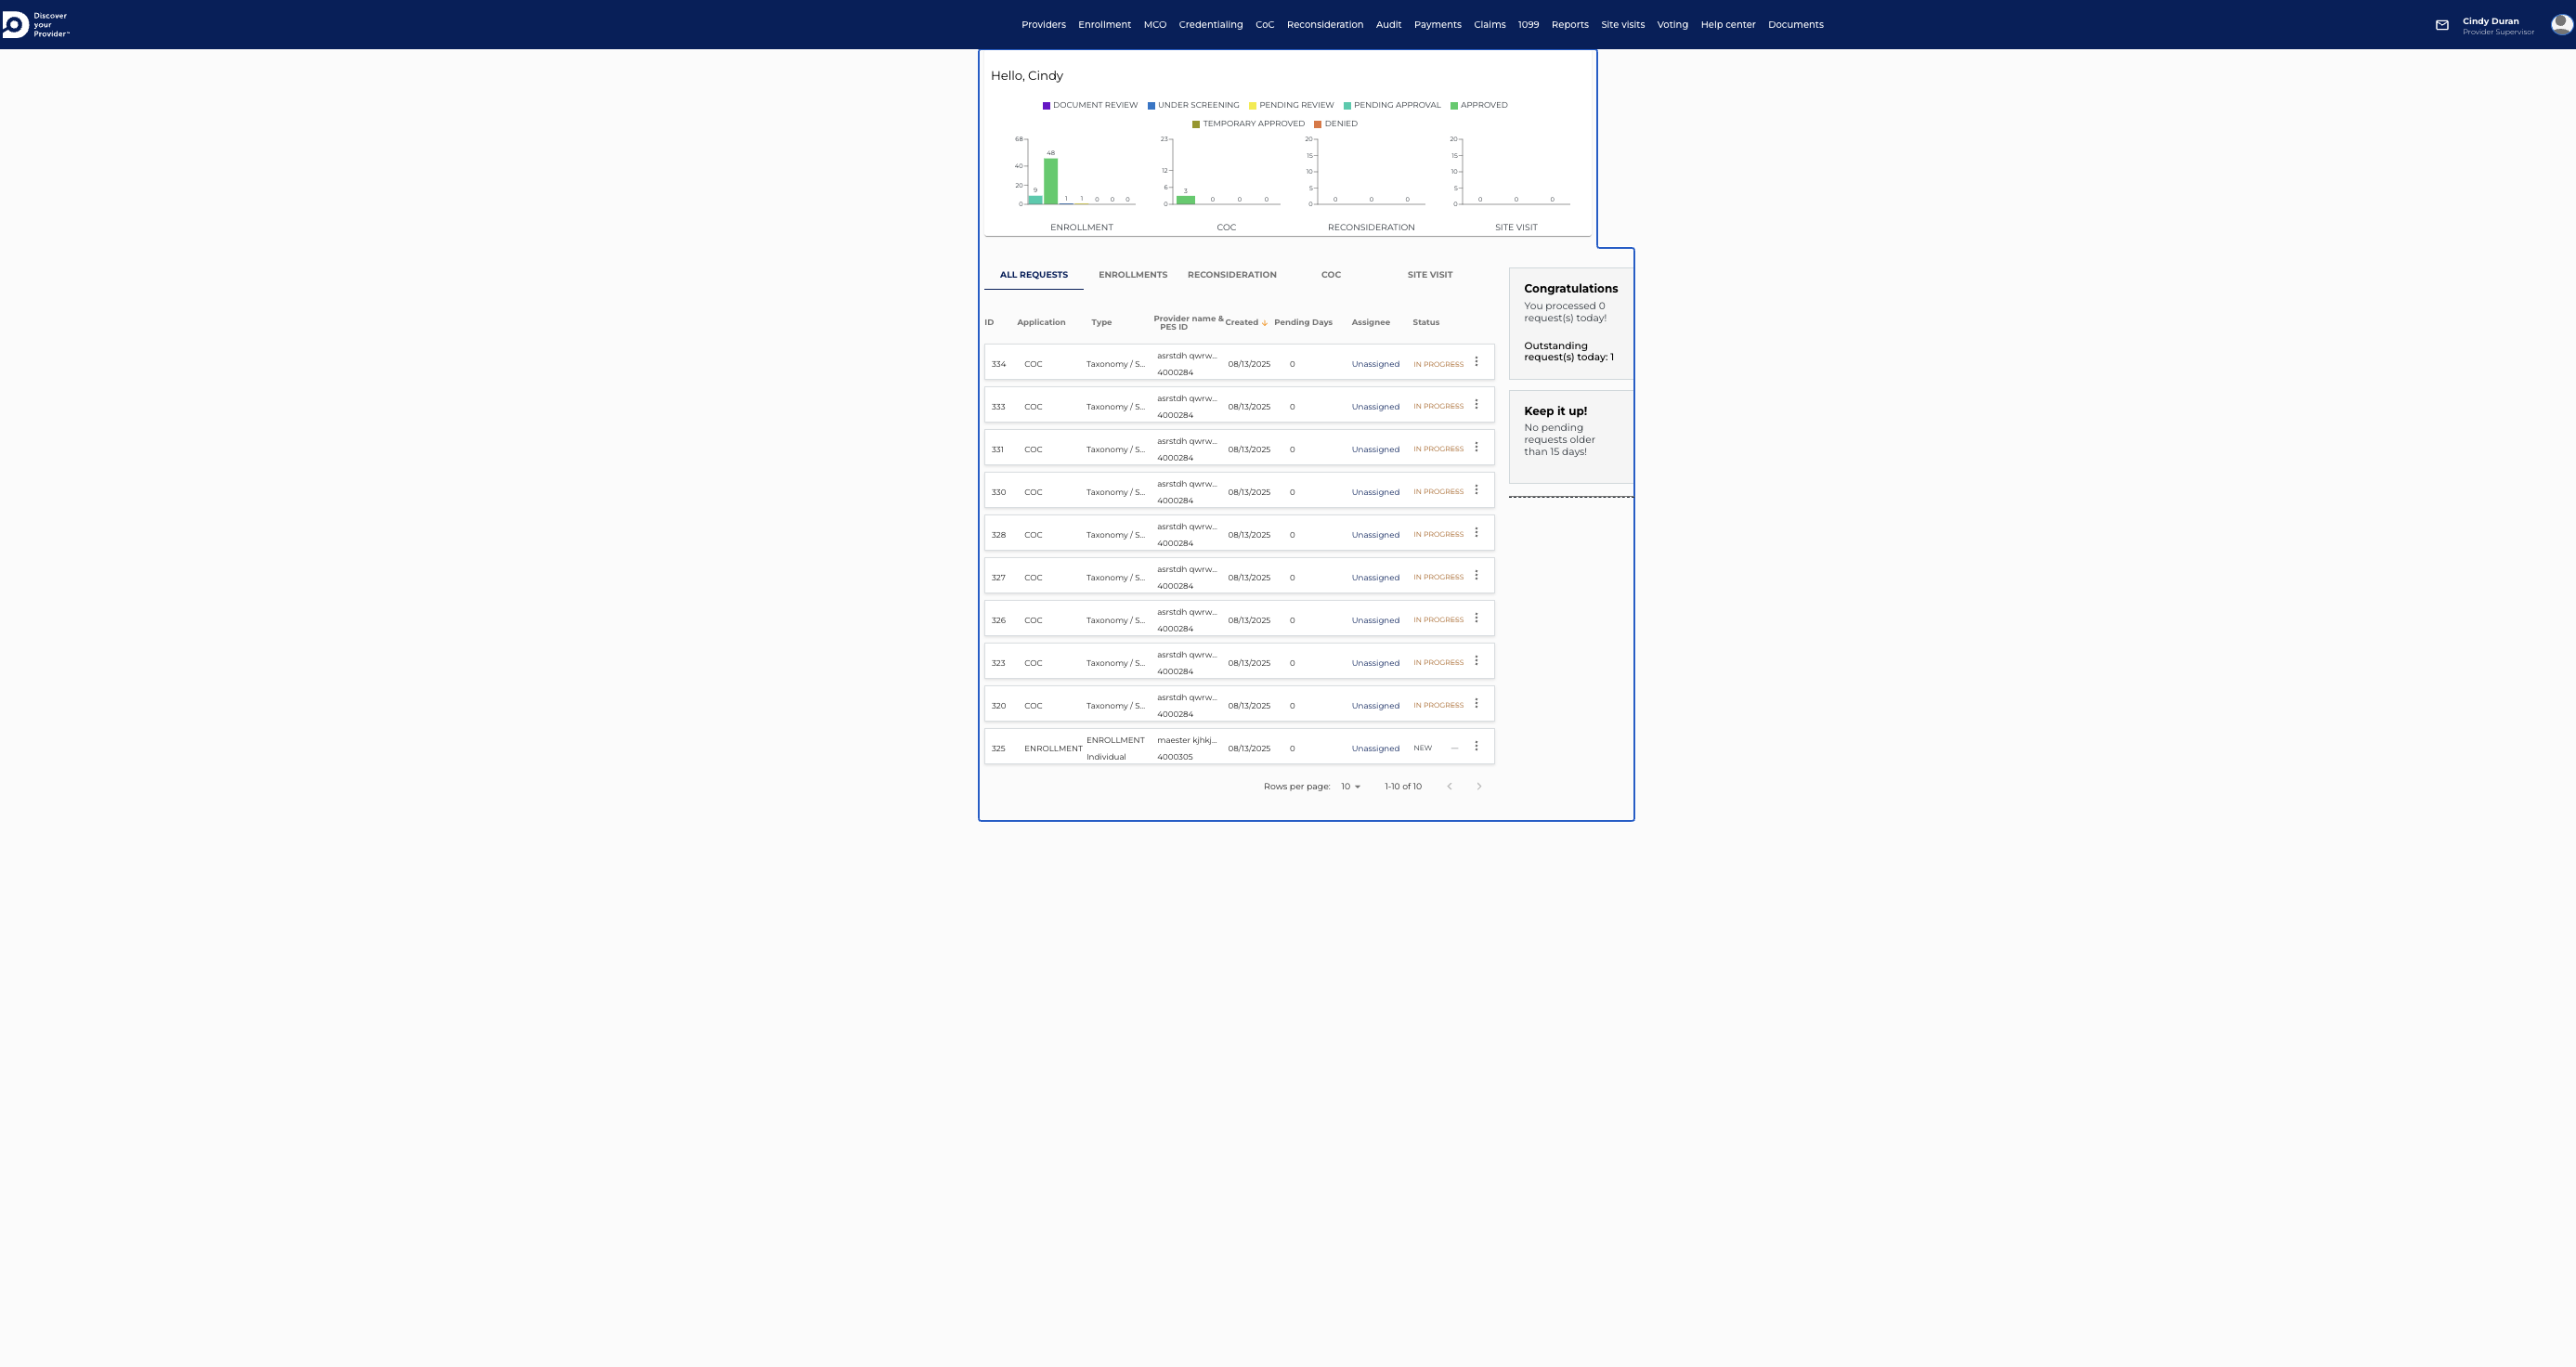 Discover
your
Provider™
Providers Enrollment MCO Credentialing CoC Reconsideration Audit Payments Claims 1099 Reports Site visits Voting Help center Documents
Cindy Duran
Provider Supervisor
Hello, Cindy
DOCUMENT REVIEW UNDER SCREENING PENDING REVIEW PENDING APPROVAL APPROVED
TEMPORARY APPROVED DENIED
68 40 20 0
9 48 1 1 0 0 0
ENROLLMENT
23 12 6 0
3 0 0 0
COC
20 15 10 5 0
0 0 0
RECONSIDERATION
20 15 10 5 0
0 0 0
SITE VISIT
ALL REQUESTS ENROLLMENTS RECONSIDERATION COC SITE VISIT
ID Application Type Provider name & PES ID Created Pending Days Assignee Status
334 COC Taxonomy / S... asrstdh qwrw... 4000284 08/13/2025 0 Unassigned IN PROGRESS
333 COC Taxonomy / S... asrstdh qwrw... 4000284 08/13/2025 0 Unassigned IN PROGRESS
331 COC Taxonomy / S... asrstdh qwrw... 4000284 08/13/2025 0 Unassigned IN PROGRESS
330 COC Taxonomy / S... asrstdh qwrw... 4000284 08/13/2025 0 Unassigned IN PROGRESS
328 COC Taxonomy / S... asrstdh qwrw... 4000284 08/13/2025 0 Unassigned IN PROGRESS
327 COC Taxonomy / S... asrstdh qwrw... 4000284 08/13/2025 0 Unassigned IN PROGRESS
326 COC Taxonomy / S... asrstdh qwrw... 4000284 08/13/2025 0 Unassigned IN PROGRESS
323 COC Taxonomy / S... asrstdh qwrw... 4000284 08/13/2025 0 Unassigned IN PROGRESS
320 COC Taxonomy / S... asrstdh qwrw... 4000284 08/13/2025 0 Unassigned IN PROGRESS
325 ENROLLMENT ENROLLMENT Individual maester kjhkj... 4000305 08/13/2025 0 Unassigned NEW —
Rows per page: 10 1-10 of 10
Congratulations
You processed 0
request(s) today!
Outstanding
request(s) today: 1
Keep it up!
No pending
requests older
than 15 days!